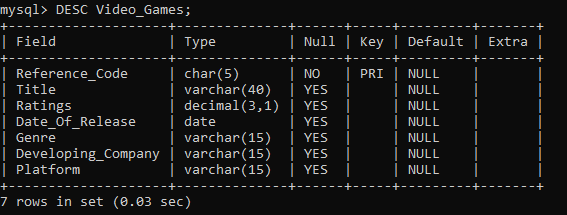 mysql> DESC Video_Games;
+--------------------+--------------+------+-----+---------+-------+
| Field              | Type         | Null | Key | Default | Extra |
+--------------------+--------------+------+-----+---------+-------+
| Reference_Code     | char(5)      | NO   | PRI | NULL    |       |
| Title              | varchar(40)  | YES  |     | NULL    |       |
| Ratings            | decimal(3,1) | YES  |     | NULL    |       |
| Date_Of_Release    | date         | YES  |     | NULL    |       |
| Genre              | varchar(15)  | YES  |     | NULL    |       |
| Developing_Company | varchar(15)  | YES  |     | NULL    |       |
| Platform           | varchar(15)  | YES  |     | NULL    |       |
+--------------------+--------------+------+-----+---------+-------+
7 rows in set (0.03 sec)